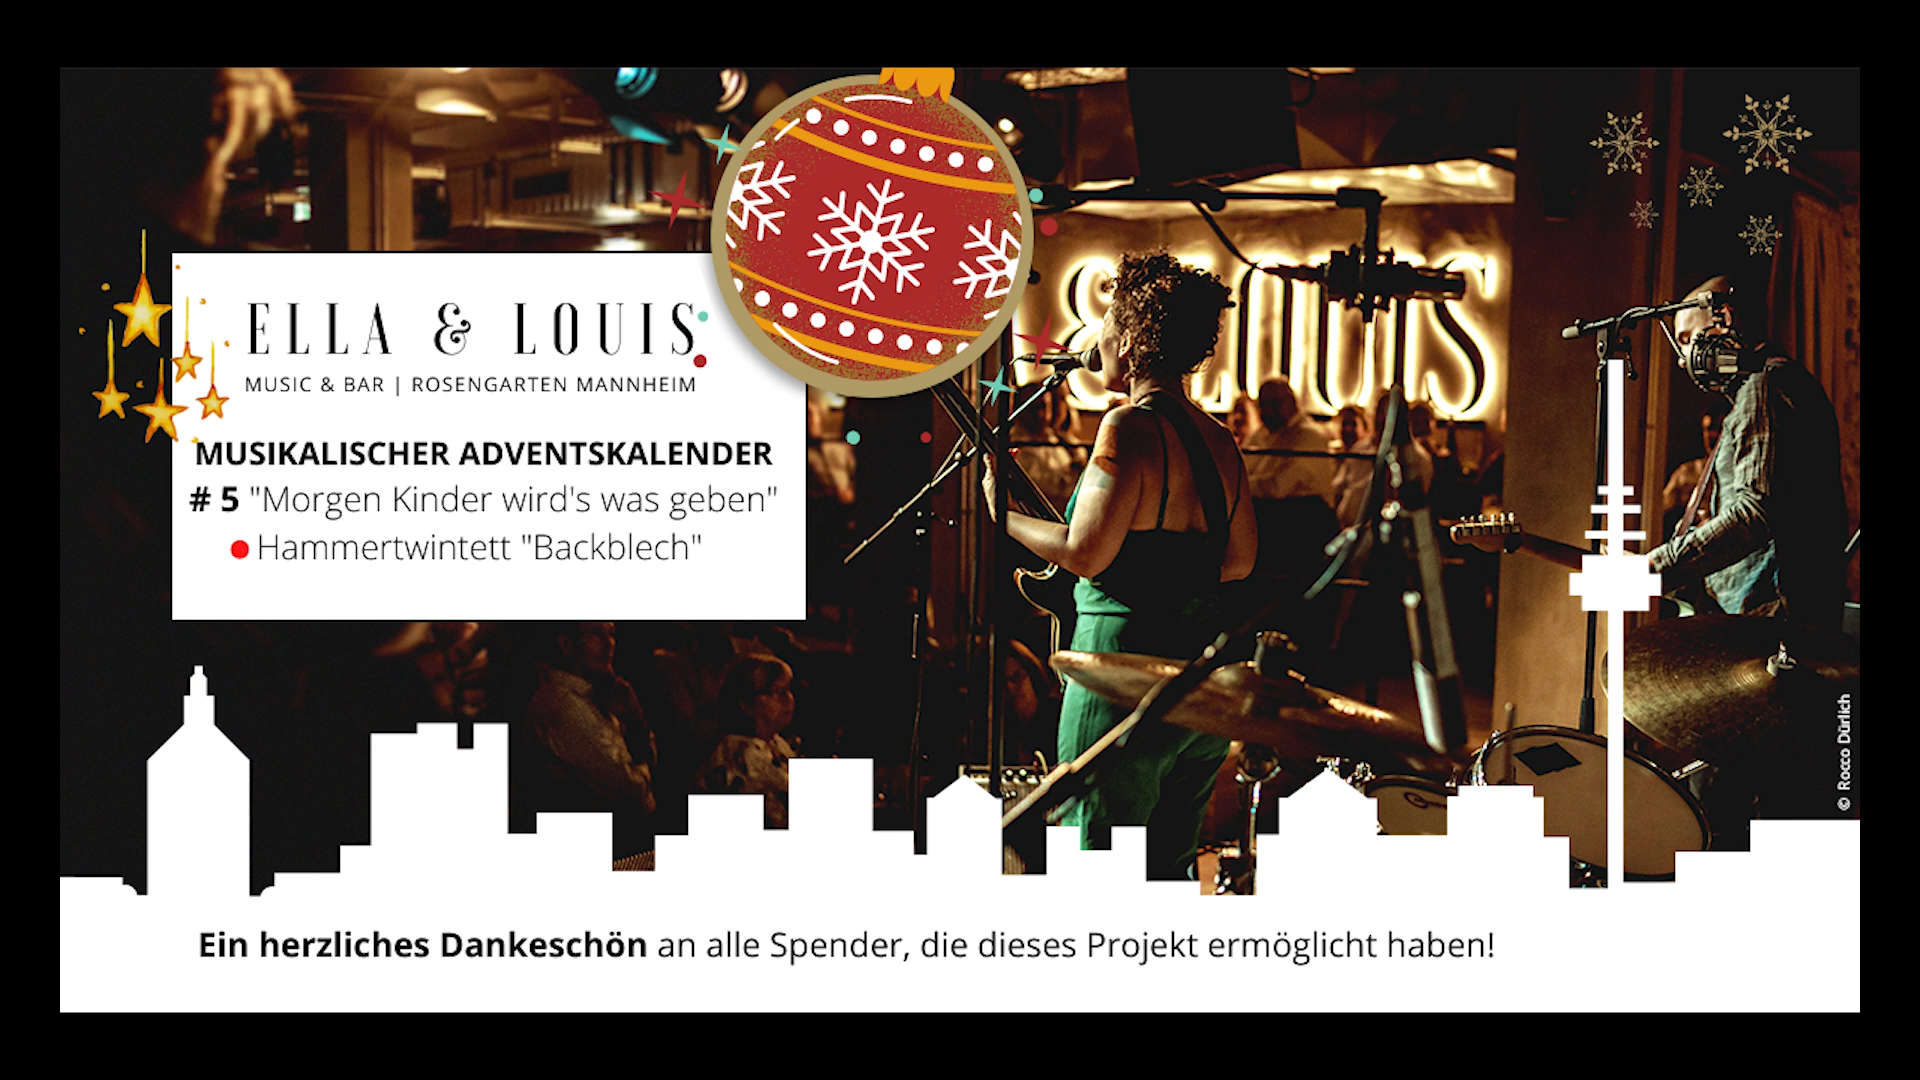 ELLA & LOUIS
MUSIC & BAR | ROSENGARTEN MANNHEIM
MUSIKALISCHER ADVENTSKALENDER
# 5 "Morgen Kinder wird's was geben"
Hammertwintett "Backblech"
& LOUIS
© Rocco Dürlich
Ein herzliches Dankeschön an alle Spender, die dieses Projekt ermöglicht haben!